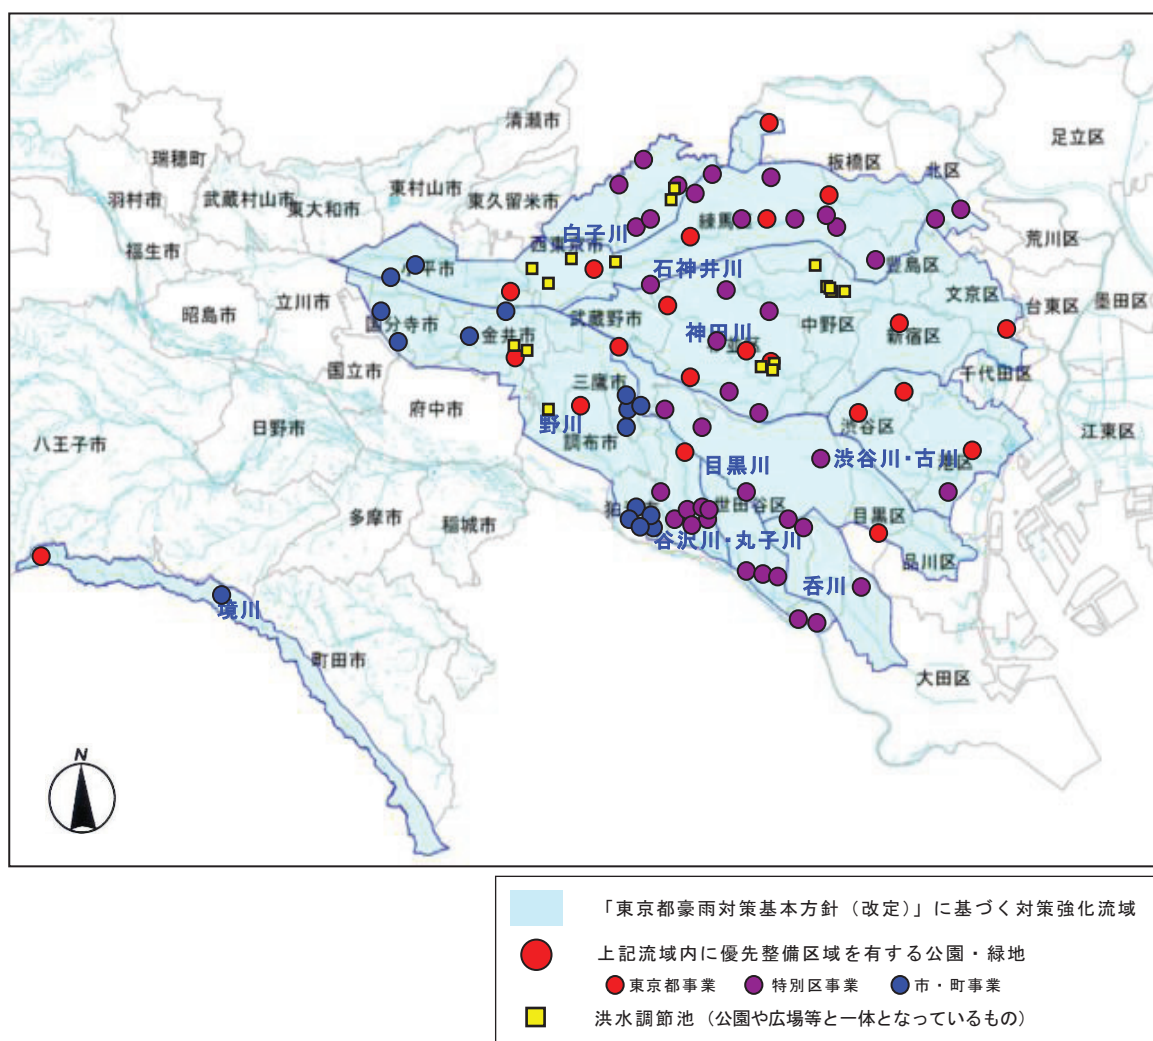 清瀬市
足立区
瑞穂町
板橋区
北区
東村山市
羽村市
武蔵村山市
東久留米市
東大和市
練馬区
白子川
荒川区
西東京市
福生市
石神井川
豊島区
小平市
文京区
立川市
台東区
墨田区
昭島市
国分寺市
武蔵野市
神田川
中野区
新宿区
杉並区
国立市
三鷹市
千代田区
府中市
野川
渋谷区
江東区
八王子市
日野市
調布市
目黒川
渋谷川・古川
港区
世田谷区
狛江市
多摩市
稲城市
目黒区
谷沢川・丸子川
品川区
呑川
境川
町田市
大田区
N
「東京都豪雨対策基本方針（改定）」に基づく対策強化流域
上記流域内に優先整備区域を有する公園・緑地
東京都事業 特別区事業 市・町事業
洪水調節池（公園や広場等と一体となっているもの）